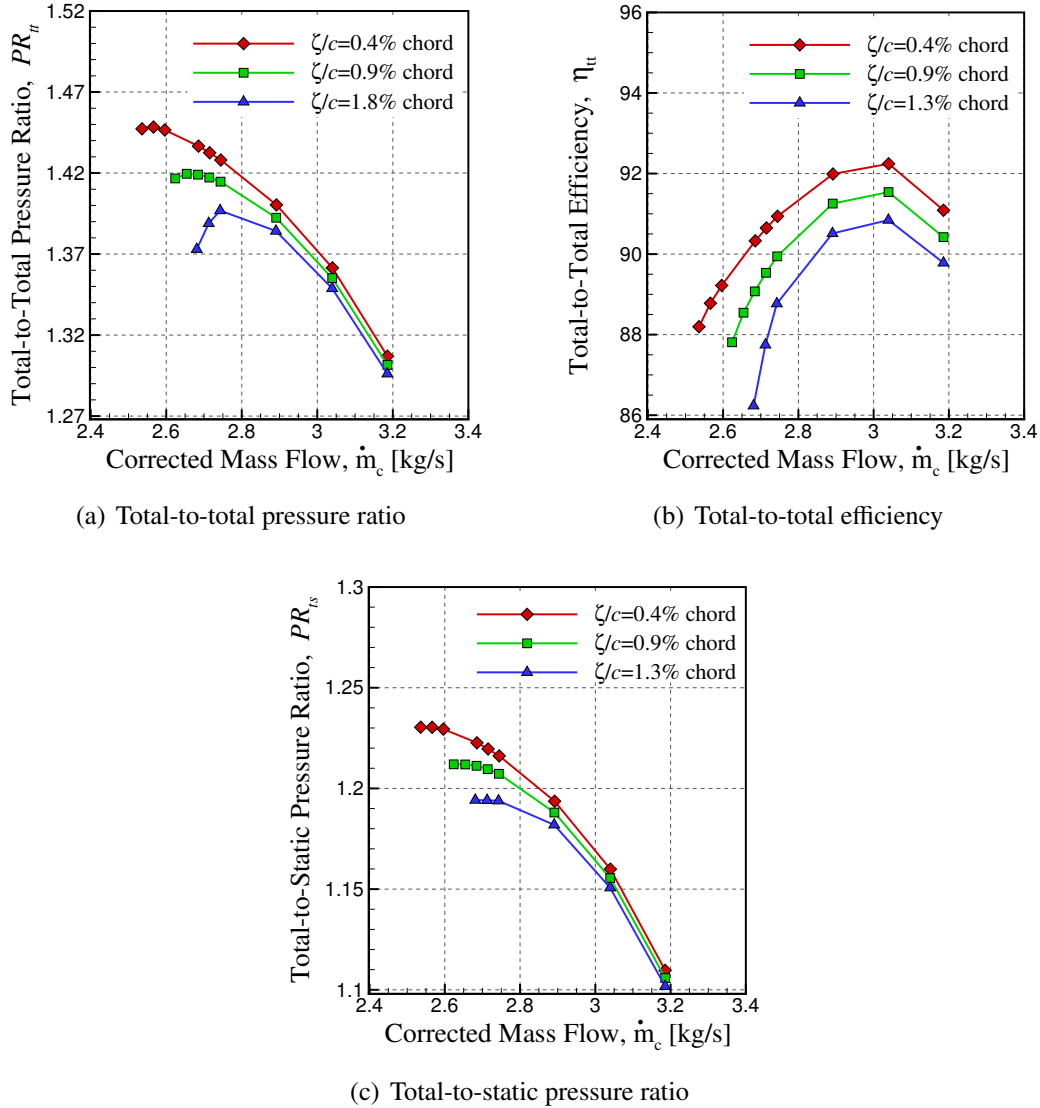 Total-to-Total Pressure Ratio, PR_tt
1.52
1.47
1.42
1.37
1.32
1.27
ζ/c=0.4% chord
ζ/c=0.9% chord
ζ/c=1.8% chord
2.4 2.6 2.8 3 3.2 3.4
Corrected Mass Flow, ṁ_c [kg/s]
(a) Total-to-total pressure ratio
Total-to-Total Efficiency, η_tt
96
94
92
90
88
86
ζ/c=0.4% chord
ζ/c=0.9% chord
ζ/c=1.3% chord
2.4 2.6 2.8 3 3.2 3.4
Corrected Mass Flow, ṁ_c [kg/s]
(b) Total-to-total efficiency
Total-to-Static Pressure Ratio, PR_ts
1.3
1.25
1.2
1.15
1.1
ζ/c=0.4% chord
ζ/c=0.9% chord
ζ/c=1.3% chord
2.4 2.6 2.8 3 3.2 3.4
Corrected Mass Flow, ṁ_c [kg/s]
(c) Total-to-static pressure ratio